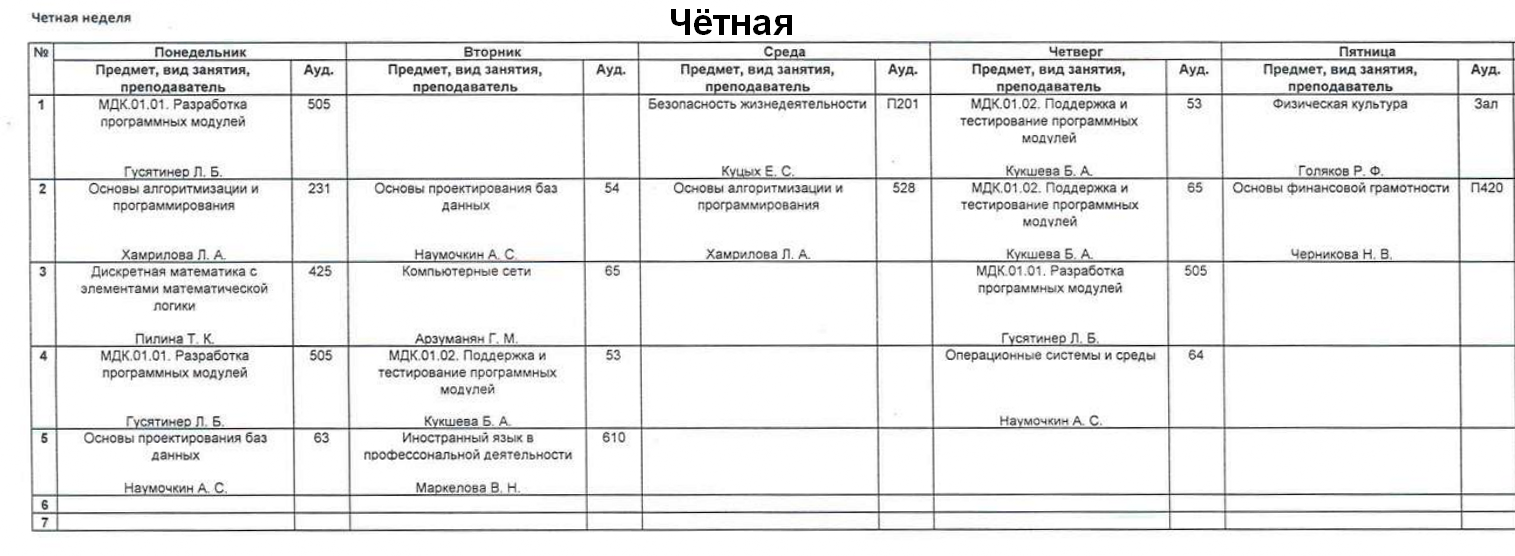 Четная неделя
Чётная
№ Понедельник Вторник Среда Четверг Пятница
Предмет, вид занятия, преподаватель Ауд. Предмет, вид занятия, преподаватель Ауд. Предмет, вид занятия, преподаватель Ауд. Предмет, вид занятия, преподаватель Ауд. Предмет, вид занятия, преподаватель Ауд.
1
МДК.01.01. Разработка
программных модулей
Гусятинер Л. Б.
505
Безопасность жизнедеятельности
Куцых Е. С.
П201
МДК.01.02. Поддержка и
тестирование программных
модулей
Кукшева Б. А.
53
Физическая культура
Голяков Р. Ф.
Зал
2
Основы алгоритмизации и
программирования
Хамрилова Л. А.
231
Основы проектирования баз
данных
Наумочкин А. С.
54
Основы алгоритмизации и
программирования
Хамрилова Л. А.
528
МДК.01.02. Поддержка и
тестирование программных
модулей
Кукшева Б. А.
65
Основы финансовой грамотности
Черникова Н. В.
П420
3
Дискретная математика с
элементами математической
логики
Пилина Т. К.
425
Компьютерные сети
Арзуманян Г. М.
65
МДК.01.01. Разработка
программных модулей
Гусятинер Л. Б.
505
4
МДК.01.01. Разработка
программных модулей
Гусятинер Л. Б.
505
МДК.01.02. Поддержка и
тестирование программных
модулей
Кукшева Б. А.
53
Операционные системы и среды
Наумочкин А. С.
64
5
Основы проектирования баз
данных
Наумочкин А. С.
63
Иностранный язык в
профессональной деятельности
Маркелова В. Н.
610
6
7